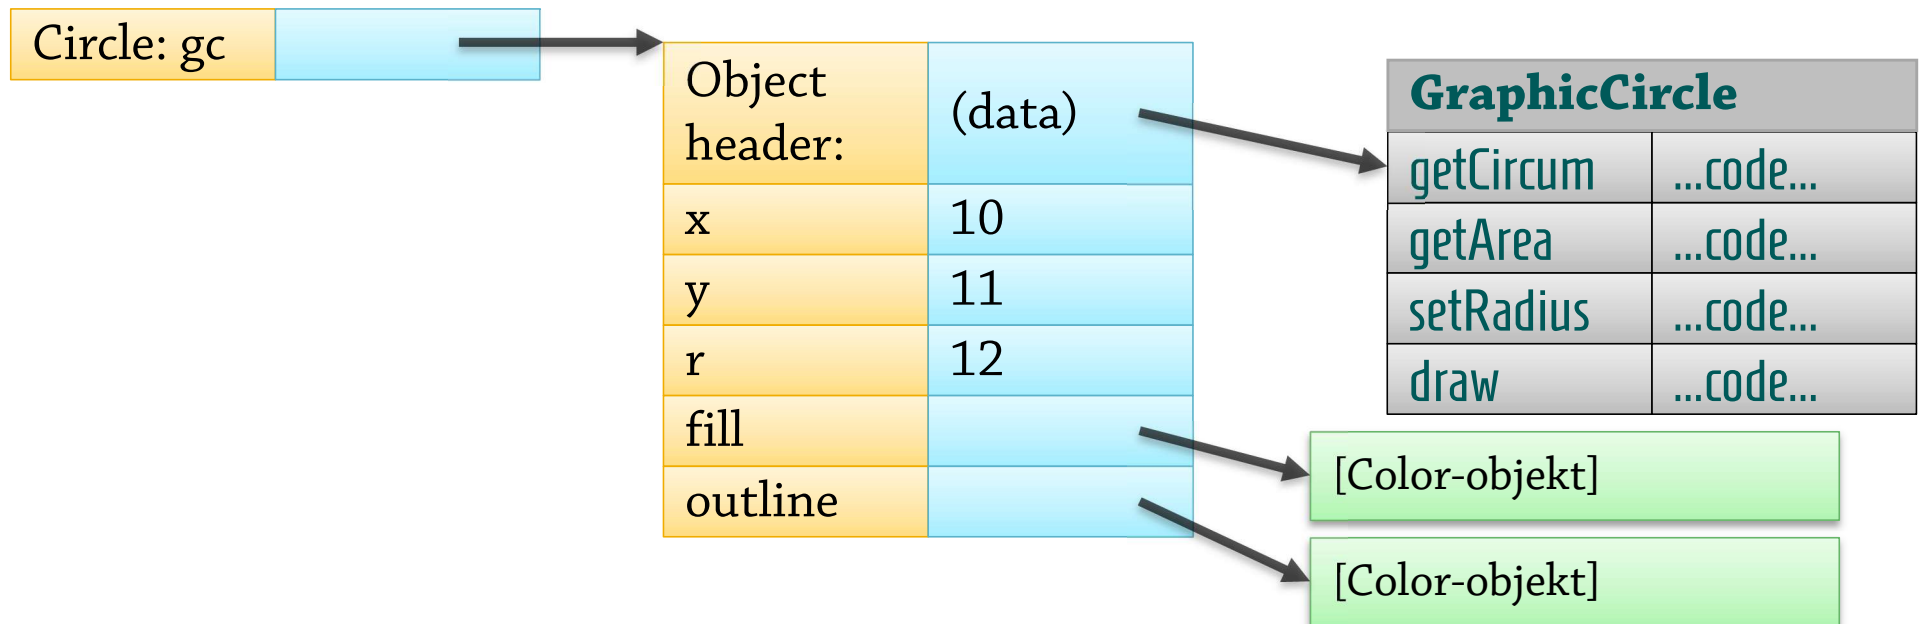 Circle: gc
Object
header:
(data)
x
10
y
11
r
12
fill
outline
GraphicCircle
getCircum
...code...
getArea
...code...
setRadius
...code...
draw
...code...
[Color-objekt]
[Color-objekt]